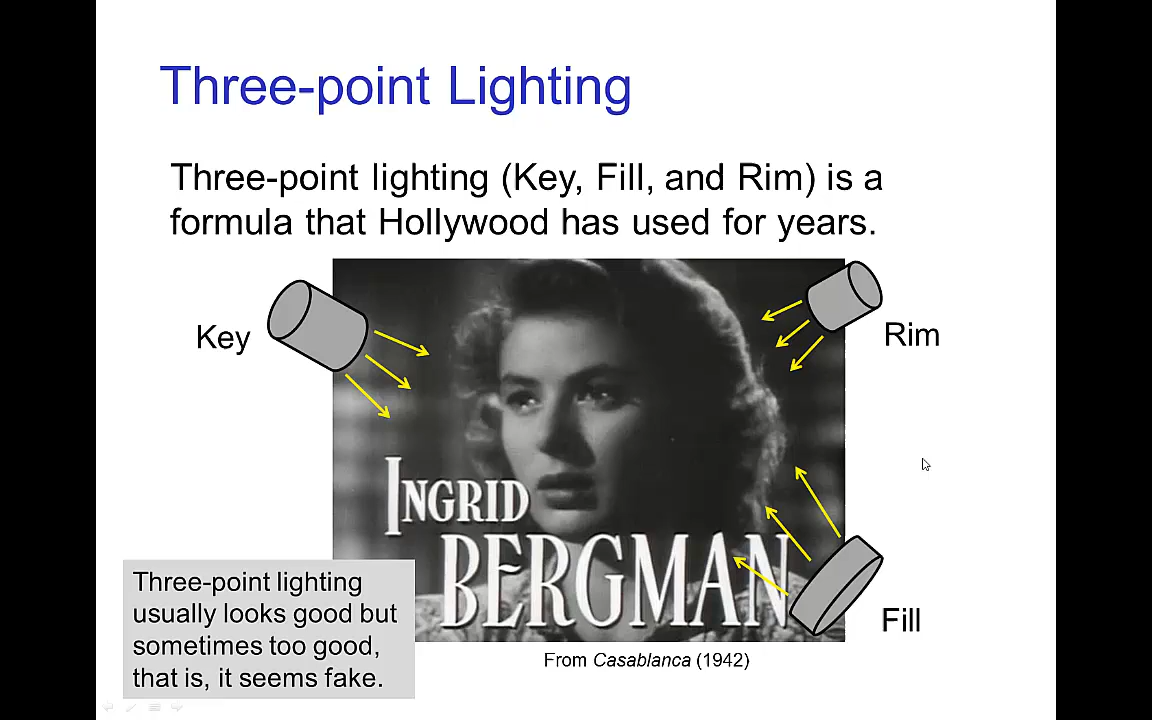 Three-point Lighting
Three-point lighting (Key, Fill, and Rim) is a
formula that Hollywood has used for years.
Key
Rim
INGRID
BERGMAN
Three-point lighting
usually looks good but
sometimes too good,
that is, it seems fake.
Fill
From Casablanca (1942)